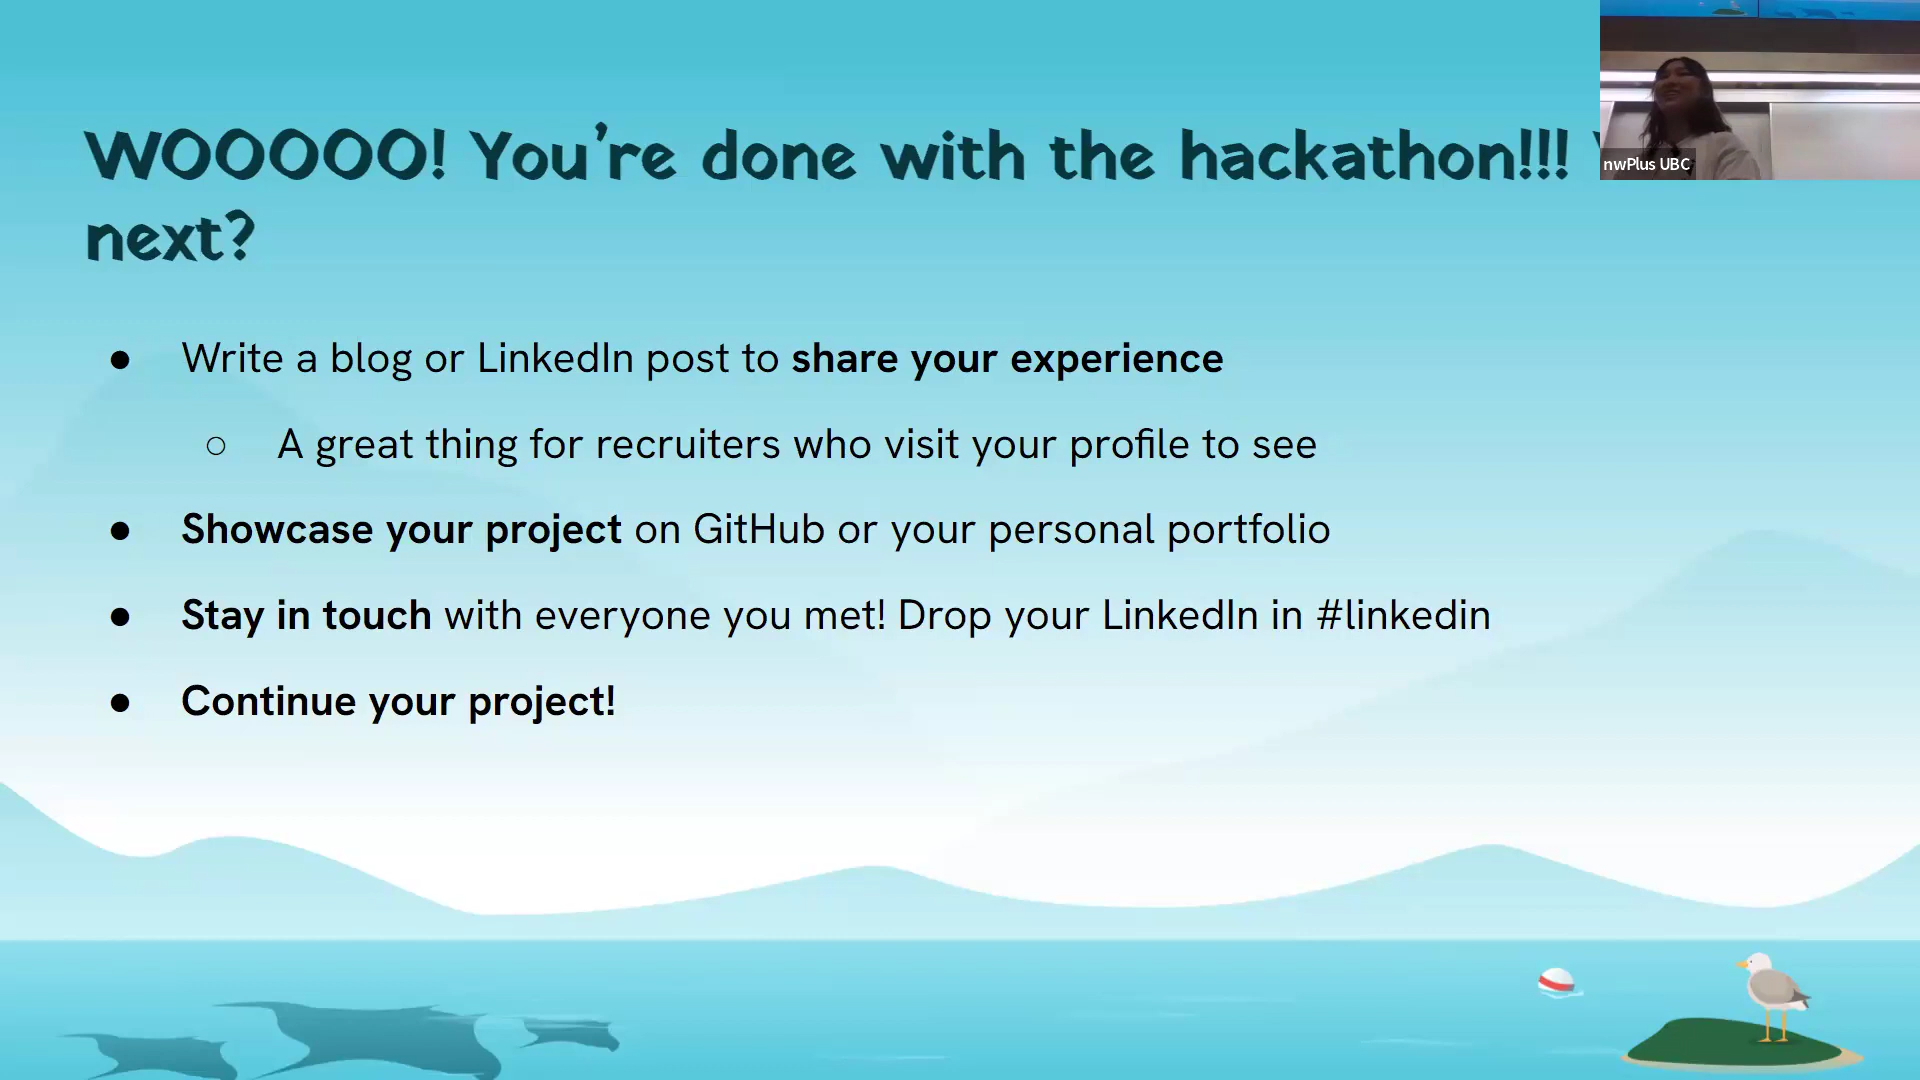 WOOOOO! You're done with the hackathon!!!
next?
● Write a blog or LinkedIn post to share your experience
○ A great thing for recruiters who visit your profile to see
● Showcase your project on GitHub or your personal portfolio
● Stay in touch with everyone you met! Drop your LinkedIn in #linkedin
● Continue your project!
nwPlus UBC